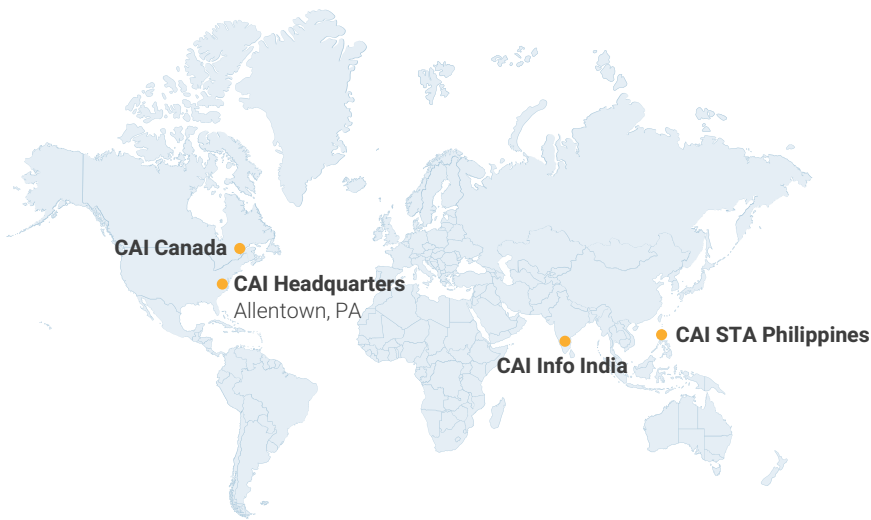 CAI Canada
CAI Headquarters
Allentown, PA
CAI STA Philippines
CAI Info India